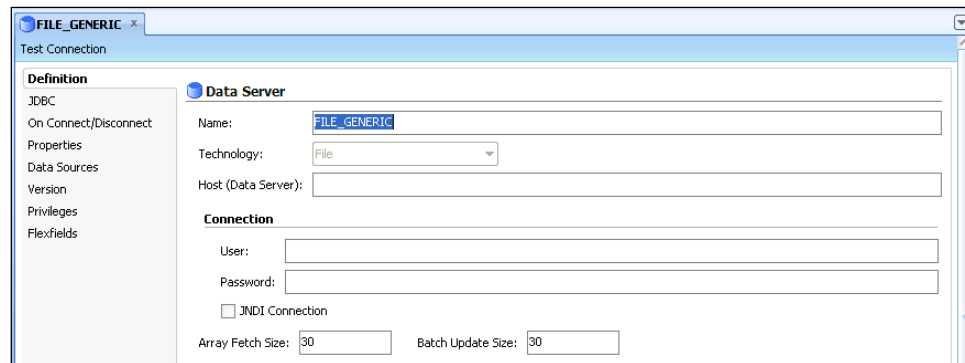 FILE_GENERIC x
Test Connection
Definition
JDBC
On Connect/Disconnect
Properties
Data Sources
Version
Privileges
Flexfields
Data Server
Name: FILE_GENERIC
Technology: File
Host (Data Server):
Connection
User:
Password:
JNDI Connection
Array Fetch Size: 30 Batch Update Size: 30